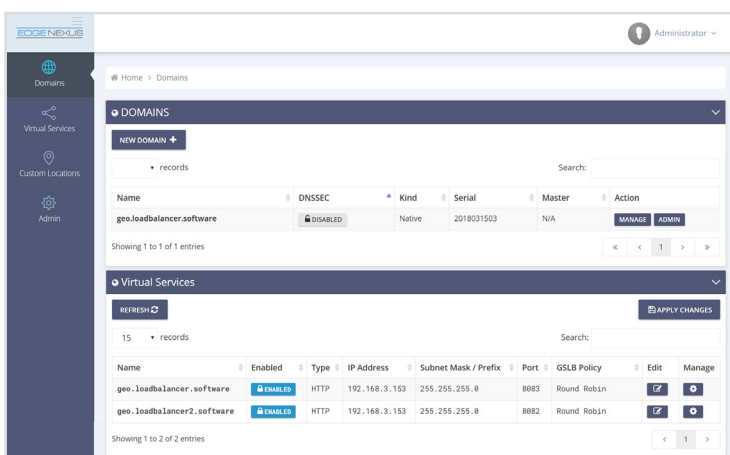 EDGENEXUS
Administrator
Domains
Home > Domains
Virtual Services
Custom Locations
Admin
DOMAINS
NEW DOMAIN +
records Search:
Name DNSSEC Kind Serial Master Action
geo.loadbalancer.software DISABLED Native 2018031503 N/A MANAGE ADMIN
Showing 1 to 1 of 1 entries « < 1 > »
Virtual Services
REFRESH APPLY CHANGES
15 records Search:
Name Enabled Type IP Address Subnet Mask / Prefix Port GSLB Policy Edit Manage
geo.loadbalancer.software ENABLED HTTP 192.168.3.153 255.255.255.0 8083 Round Robin
geo.loadbalancer2.software ENABLED HTTP 192.168.3.153 255.255.255.0 8082 Round Robin
Showing 1 to 2 of 2 entries < 1 >